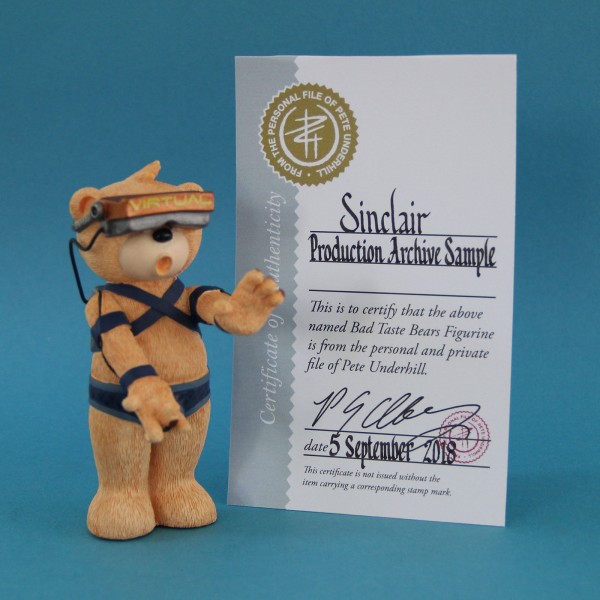 VIRTUAL
FROM THE PERSONAL FILE OF PETE UNDERHILL
Certificate of Authenticity
Sinclair
Production Archive Sample
This is to certify that the above
named Bad Taste Bears Figurine
is from the personal and private
file of Pete Underhill.
date 5 September 2018
This certificate is not issued without the
item carrying a corresponding stamp mark.